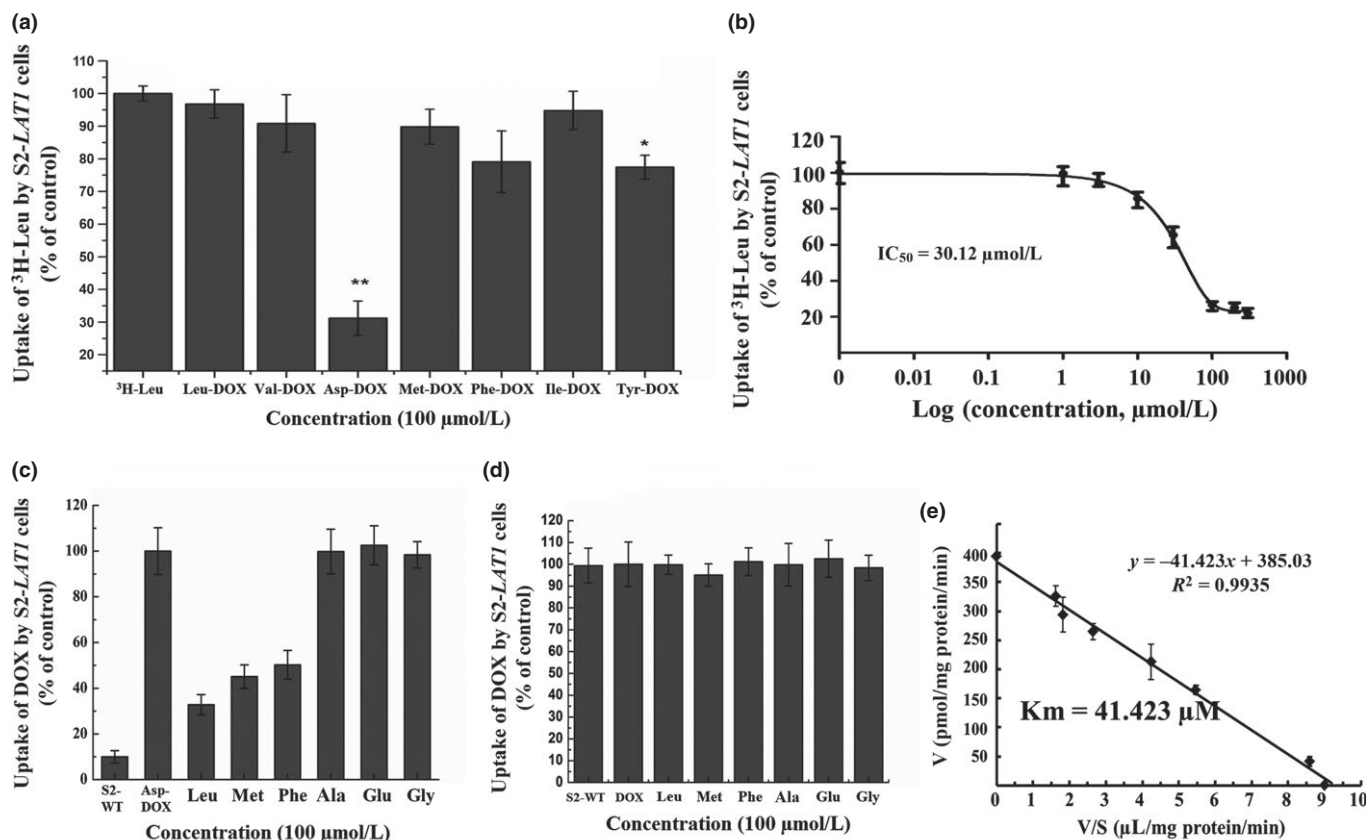 (a)
Uptake of ³H-Leu by S2-LAT1 cells
(% of control)
110
100
90
80
70
60
50
40
30
20
**
*
³H-Leu Leu-DOX Val-DOX Asp-DOX Met-DOX Phe-DOX Ile-DOX Tyr-DOX
Concentration (100 µmol/L)
(b)
Uptake of ³H-Leu by S2-LAT1 cells
(% of control)
120
100
80
60
40
20
IC₅₀ = 30.12 µmol/L
0 0.01 0.1 1 10 100 1000
Log (concentration, µmol/L)
(c)
Uptake of DOX by S2-LAT1 cells
(% of control)
120
100
80
60
40
20
0
S2-WT Asp-DOX Leu Met Phe Ala Glu Gly
Concentration (100 µmol/L)
(d)
Uptake of DOX by S2-LAT1 cells
(% of control)
120
110
100
90
80
70
60
50
40
30
20
10
0
S2-WT DOX Leu Met Phe Ala Glu Gly
Concentration (100 µmol/L)
(e)
V (pmol/mg protein/min)
400
350
300
250
200
150
100
50
y = −41.423x + 385.03
R² = 0.9935
Km = 41.423 µM
0 1 2 3 4 5 6 7 8 9 10
V/S (µL/mg protein/min)